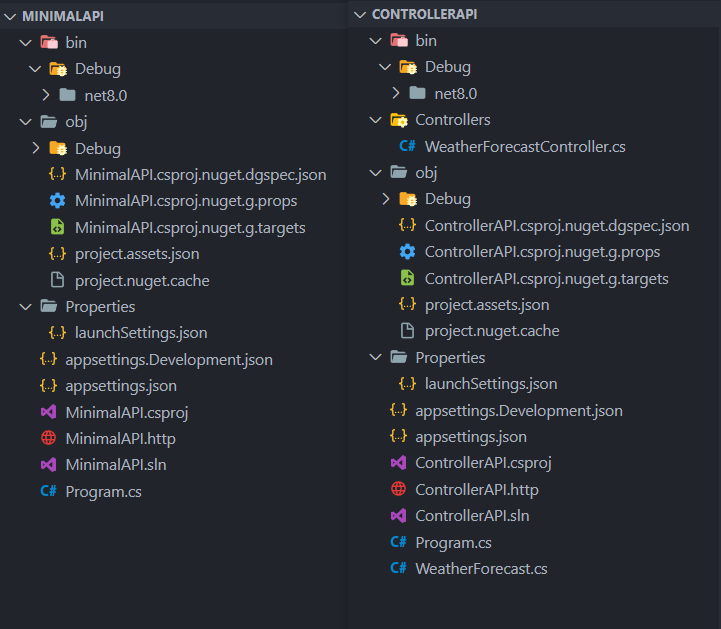 MINIMALAPI
bin
Debug
net8.0
obj
Debug
MinimalAPI.csproj.nuget.dgspec.json
MinimalAPI.csproj.nuget.g.props
MinimalAPI.csproj.nuget.g.targets
project.assets.json
project.nuget.cache
Properties
launchSettings.json
appsettings.Development.json
appsettings.json
MinimalAPI.csproj
MinimalAPI.http
MinimalAPI.sln
C# Program.cs
CONTROLLERAPI
bin
Debug
net8.0
Controllers
C# WeatherForecastController.cs
obj
Debug
ControllerAPI.csproj.nuget.dgspec.json
ControllerAPI.csproj.nuget.g.props
ControllerAPI.csproj.nuget.g.targets
project.assets.json
project.nuget.cache
Properties
launchSettings.json
appsettings.Development.json
appsettings.json
ControllerAPI.csproj
ControllerAPI.http
ControllerAPI.sln
C# Program.cs
C# WeatherForecast.cs